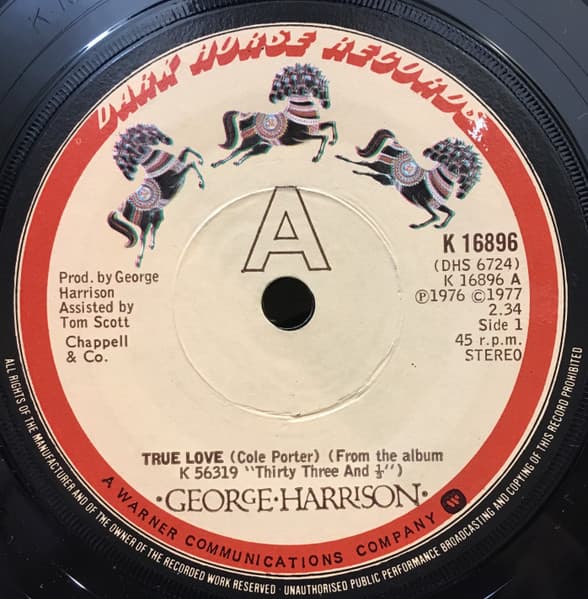 DARK HORSE RECORDS
A
K 16896
(DHS 6724)
K 16896 A
Ⓟ1976 ©1977
2.34
Side 1
45 r.p.m.
STEREO
Prod. by George
Harrison
Assisted by
Tom Scott
Chappell
& Co.
TRUE LOVE (Cole Porter) (From the album
K 56319 "Thirty Three And ⅓")
·GEORGE·HARRISON·
A WARNER COMMUNICATIONS COMPANY
ALL RIGHTS OF THE MANUFACTURER AND OF THE OWNER OF THE RECORDED WORK RESERVED · UNAUTHORISED PUBLIC PERFORMANCE BROADCASTING AND COPYING OF THIS RECORD PROHIBITED